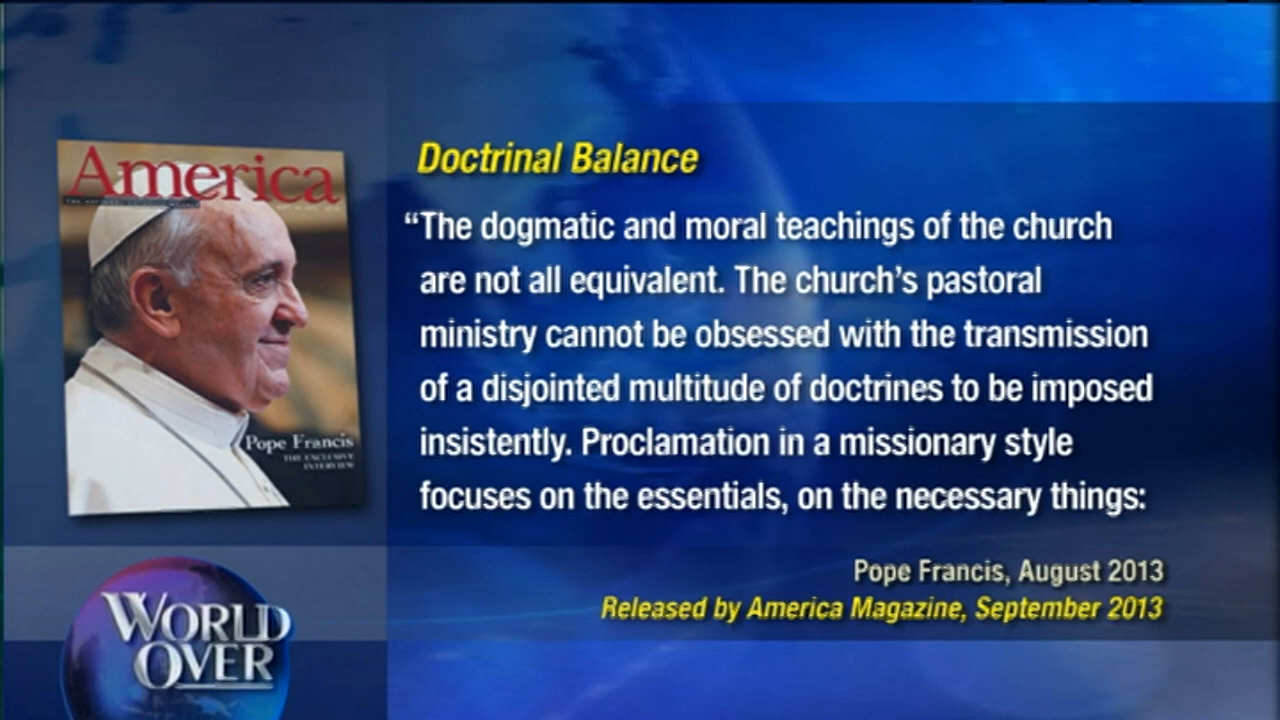 America
Pope Francis
THE EXCLUSIVE
INTERVIEW
Doctrinal Balance
“The dogmatic and moral teachings of the church
are not all equivalent. The church’s pastoral
ministry cannot be obsessed with the transmission
of a disjointed multitude of doctrines to be imposed
insistently. Proclamation in a missionary style
focuses on the essentials, on the necessary things:
Pope Francis, August 2013
Released by America Magazine, September 2013
WORLD
OVER